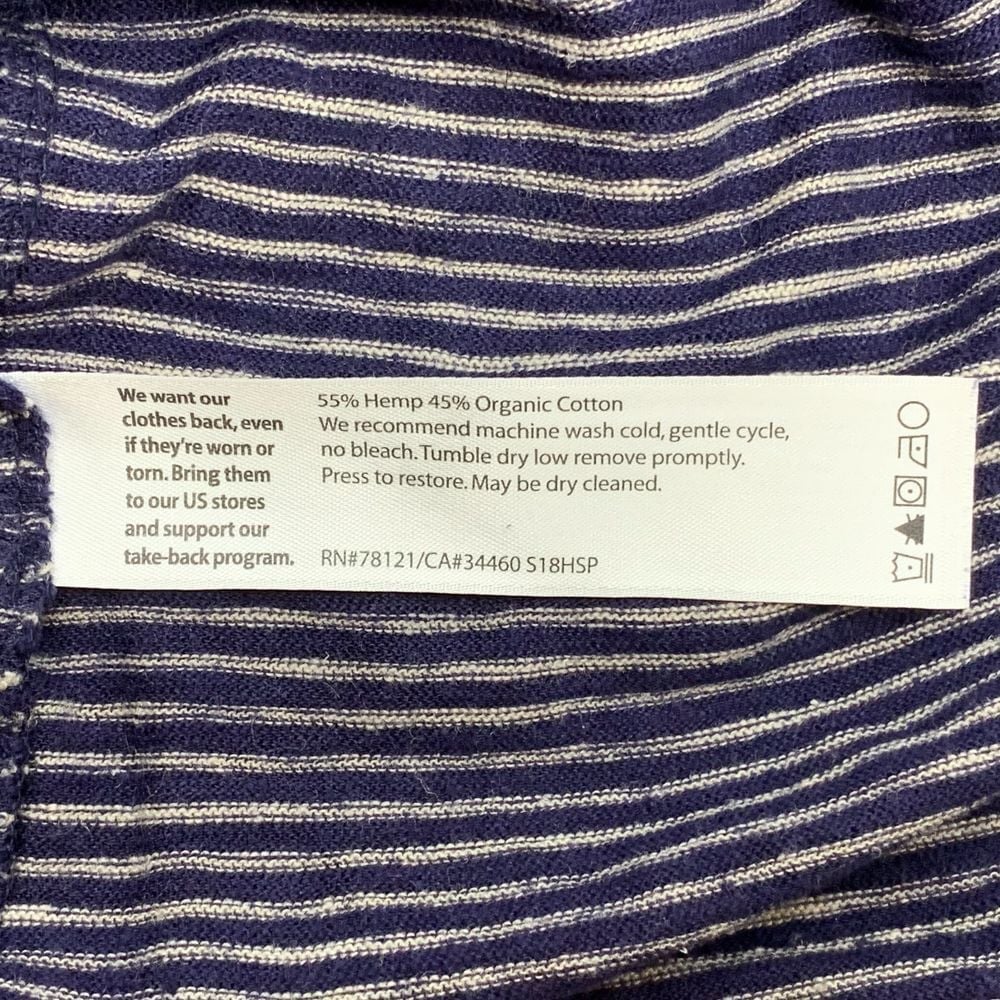 We want our
clothes back, even
if they're worn or
torn. Bring them
to our US stores
and support our
take-back program.
55% Hemp 45% Organic Cotton
We recommend machine wash cold, gentle cycle,
no bleach. Tumble dry low remove promptly.
Press to restore. May be dry cleaned.
RN#78121/CA#34460 S18HSP